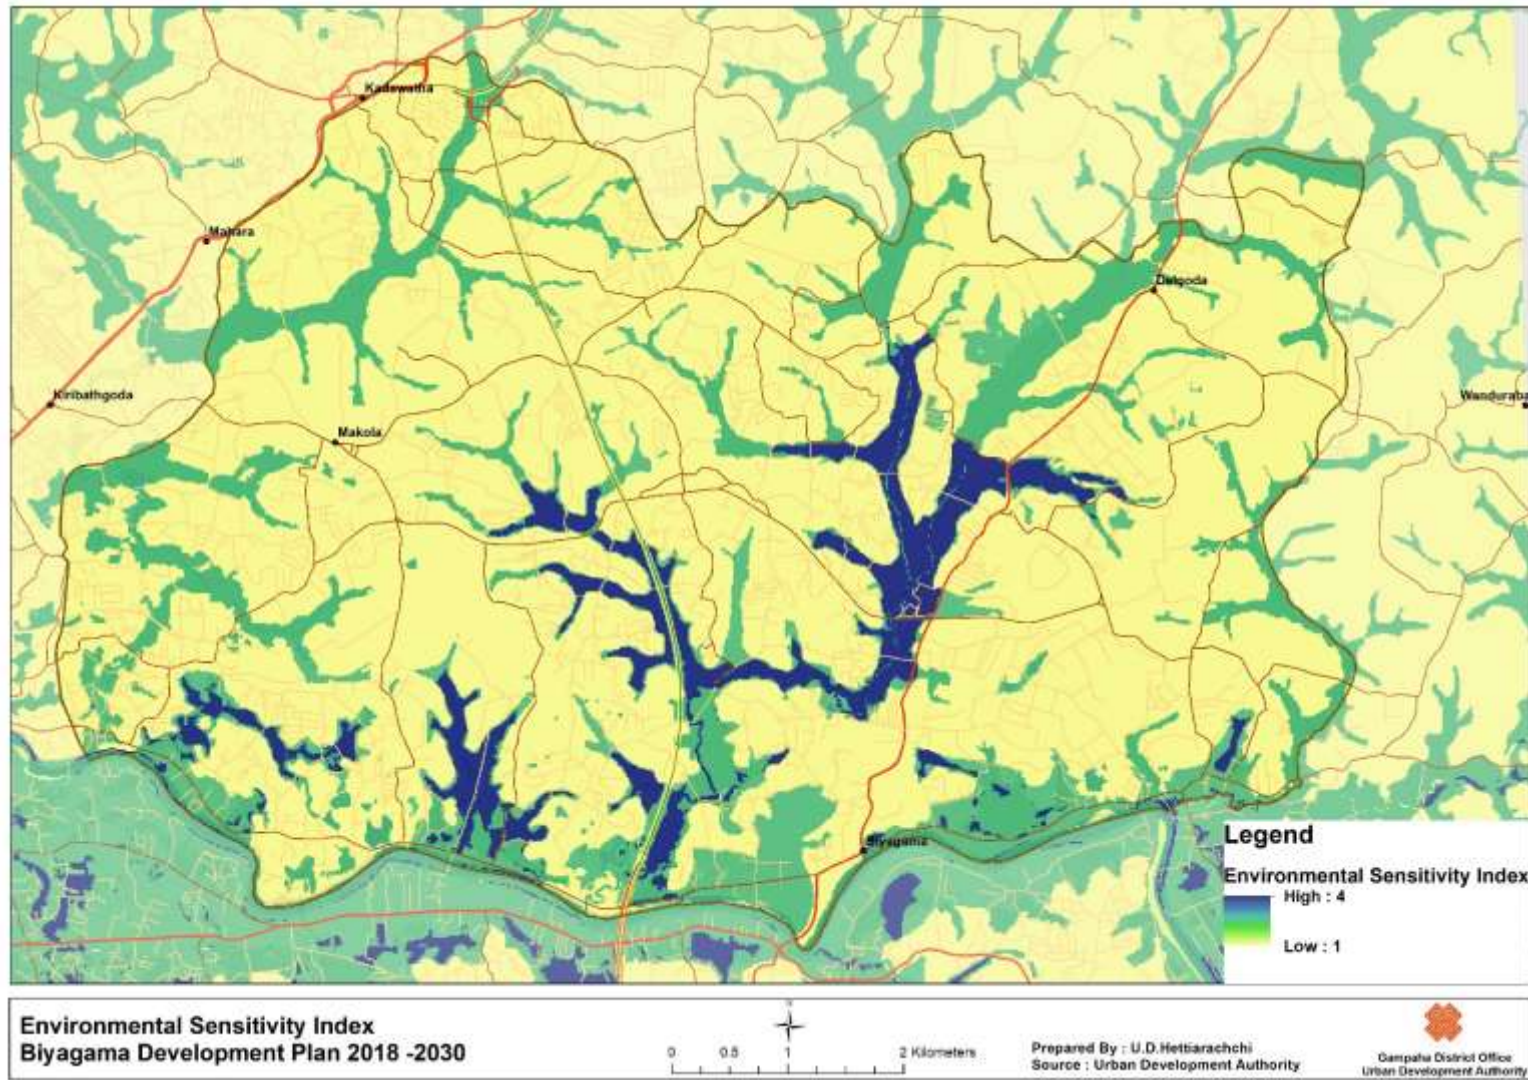 Kadawatha
Mahara
Delgoda
Kiribathgoda
Wanduraba
Makola
Biyagama
Legend
Environmental Sensitivity Index
High : 4
Low : 1
Environmental Sensitivity Index
Biyagama Development Plan 2018 -2030
N
0 0.5 1 2 Kilometers
Prepared By : U.D.Hettiarachchi
Source : Urban Development Authority
Gampaha District Office
Urban Development Authority